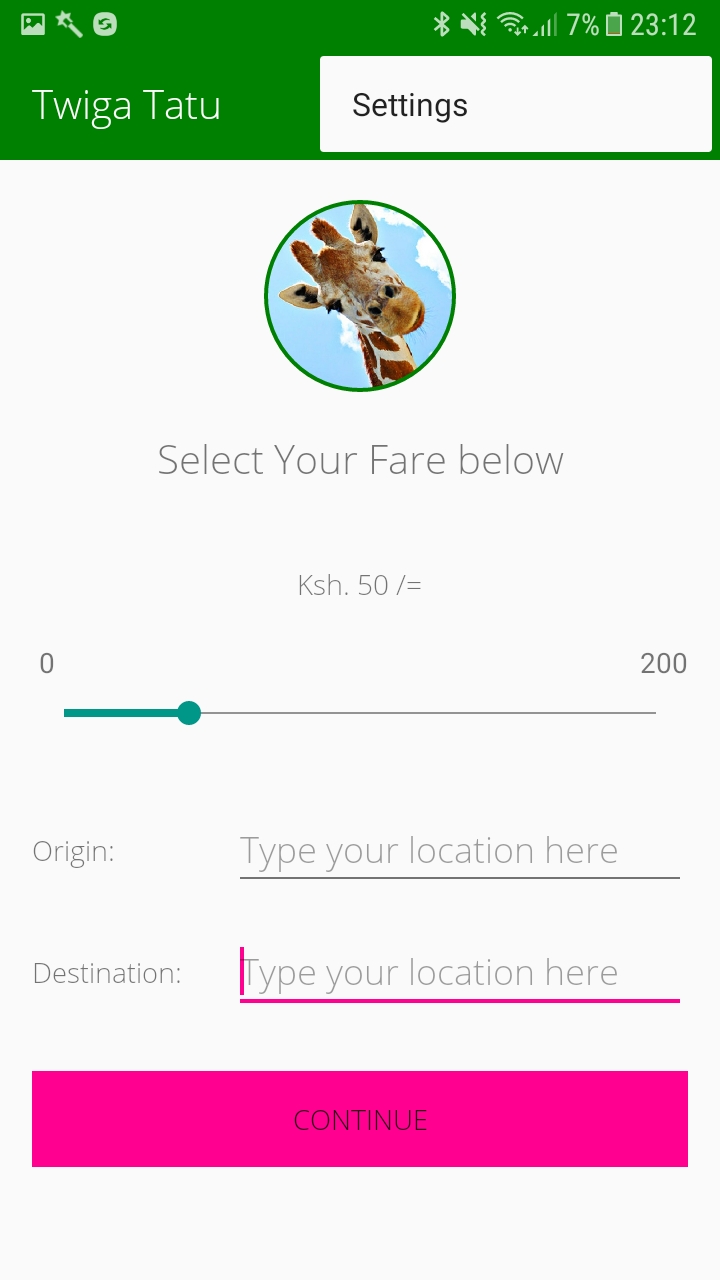 7% 23:12
Twiga Tatu
Settings
Select Your Fare below
Ksh. 50 /=
0 200
Origin: Type your location here
Destination: Type your location here
CONTINUE